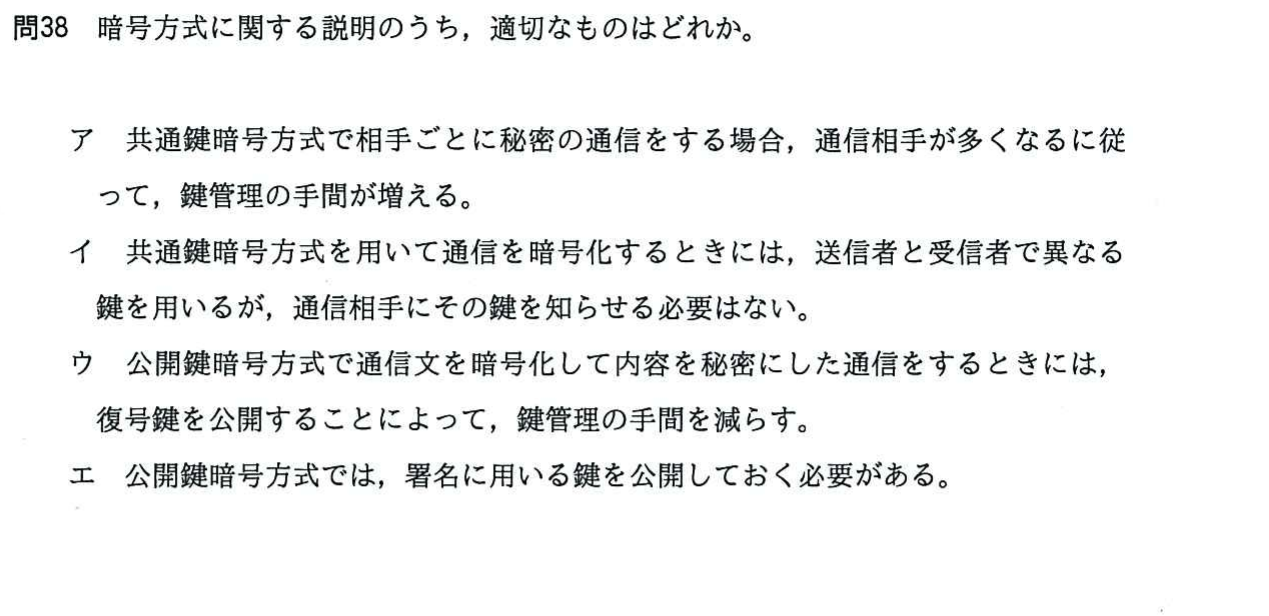 問38 暗号方式に関する説明のうち，適切なものはどれか。
ア 共通鍵暗号方式で相手ごとに秘密の通信をする場合，通信相手が多くなるに従
って，鍵管理の手間が増える。
イ 共通鍵暗号方式を用いて通信を暗号化するときには，送信者と受信者で異なる
鍵を用いるが，通信相手にその鍵を知らせる必要はない。
ウ 公開鍵暗号方式で通信文を暗号化して内容を秘密にした通信をするときには，
復号鍵を公開することによって，鍵管理の手間を減らす。
エ 公開鍵暗号方式では，署名に用いる鍵を公開しておく必要がある。